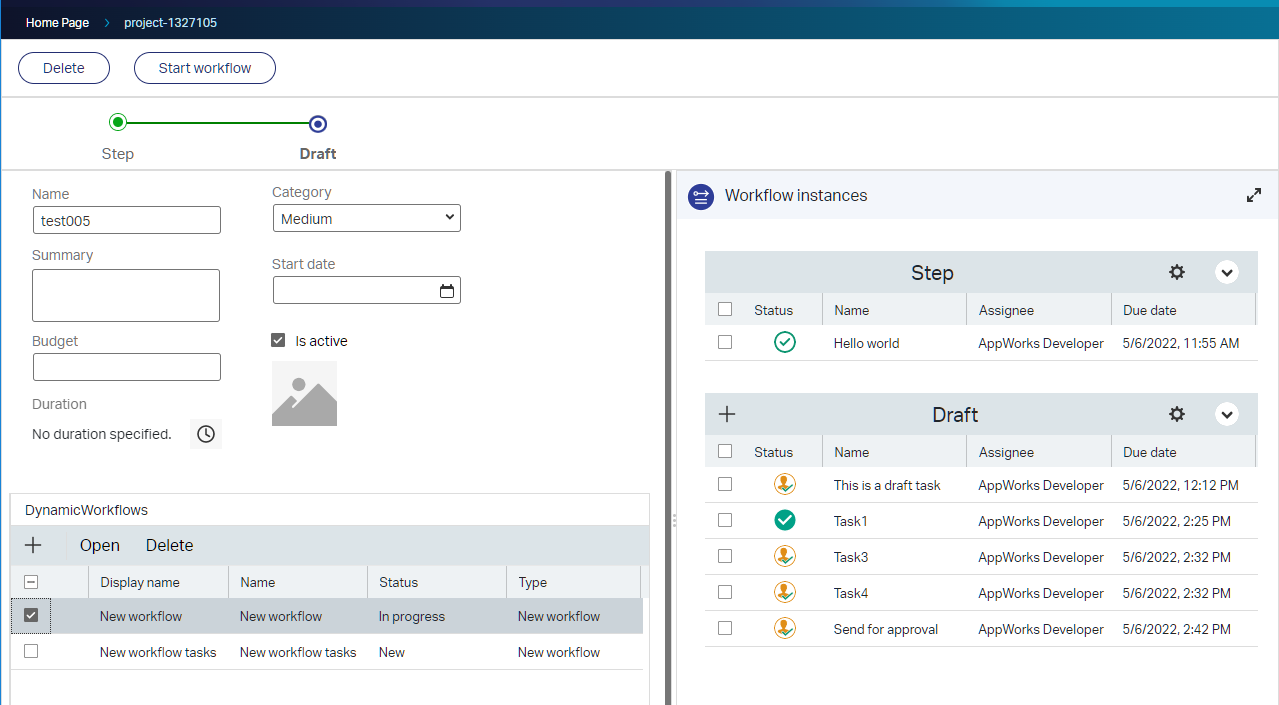 Home Page > project-1327105
Delete Start workflow
Step Draft
Name
test005
Category
Medium
Summary
Start date
Budget
Is active
Duration
No duration specified.
DynamicWorkflows
Open Delete
Display name Name Status Type
New workflow New workflow In progress New workflow
New workflow tasks New workflow tasks New New workflow
Workflow instances
Step
Status Name Assignee Due date
Hello world AppWorks Developer 5/6/2022, 11:55 AM
Draft
Status Name Assignee Due date
This is a draft task AppWorks Developer 5/6/2022, 12:12 PM
Task1 AppWorks Developer 5/6/2022, 2:25 PM
Task3 AppWorks Developer 5/6/2022, 2:32 PM
Task4 AppWorks Developer 5/6/2022, 2:32 PM
Send for approval AppWorks Developer 5/6/2022, 2:42 PM